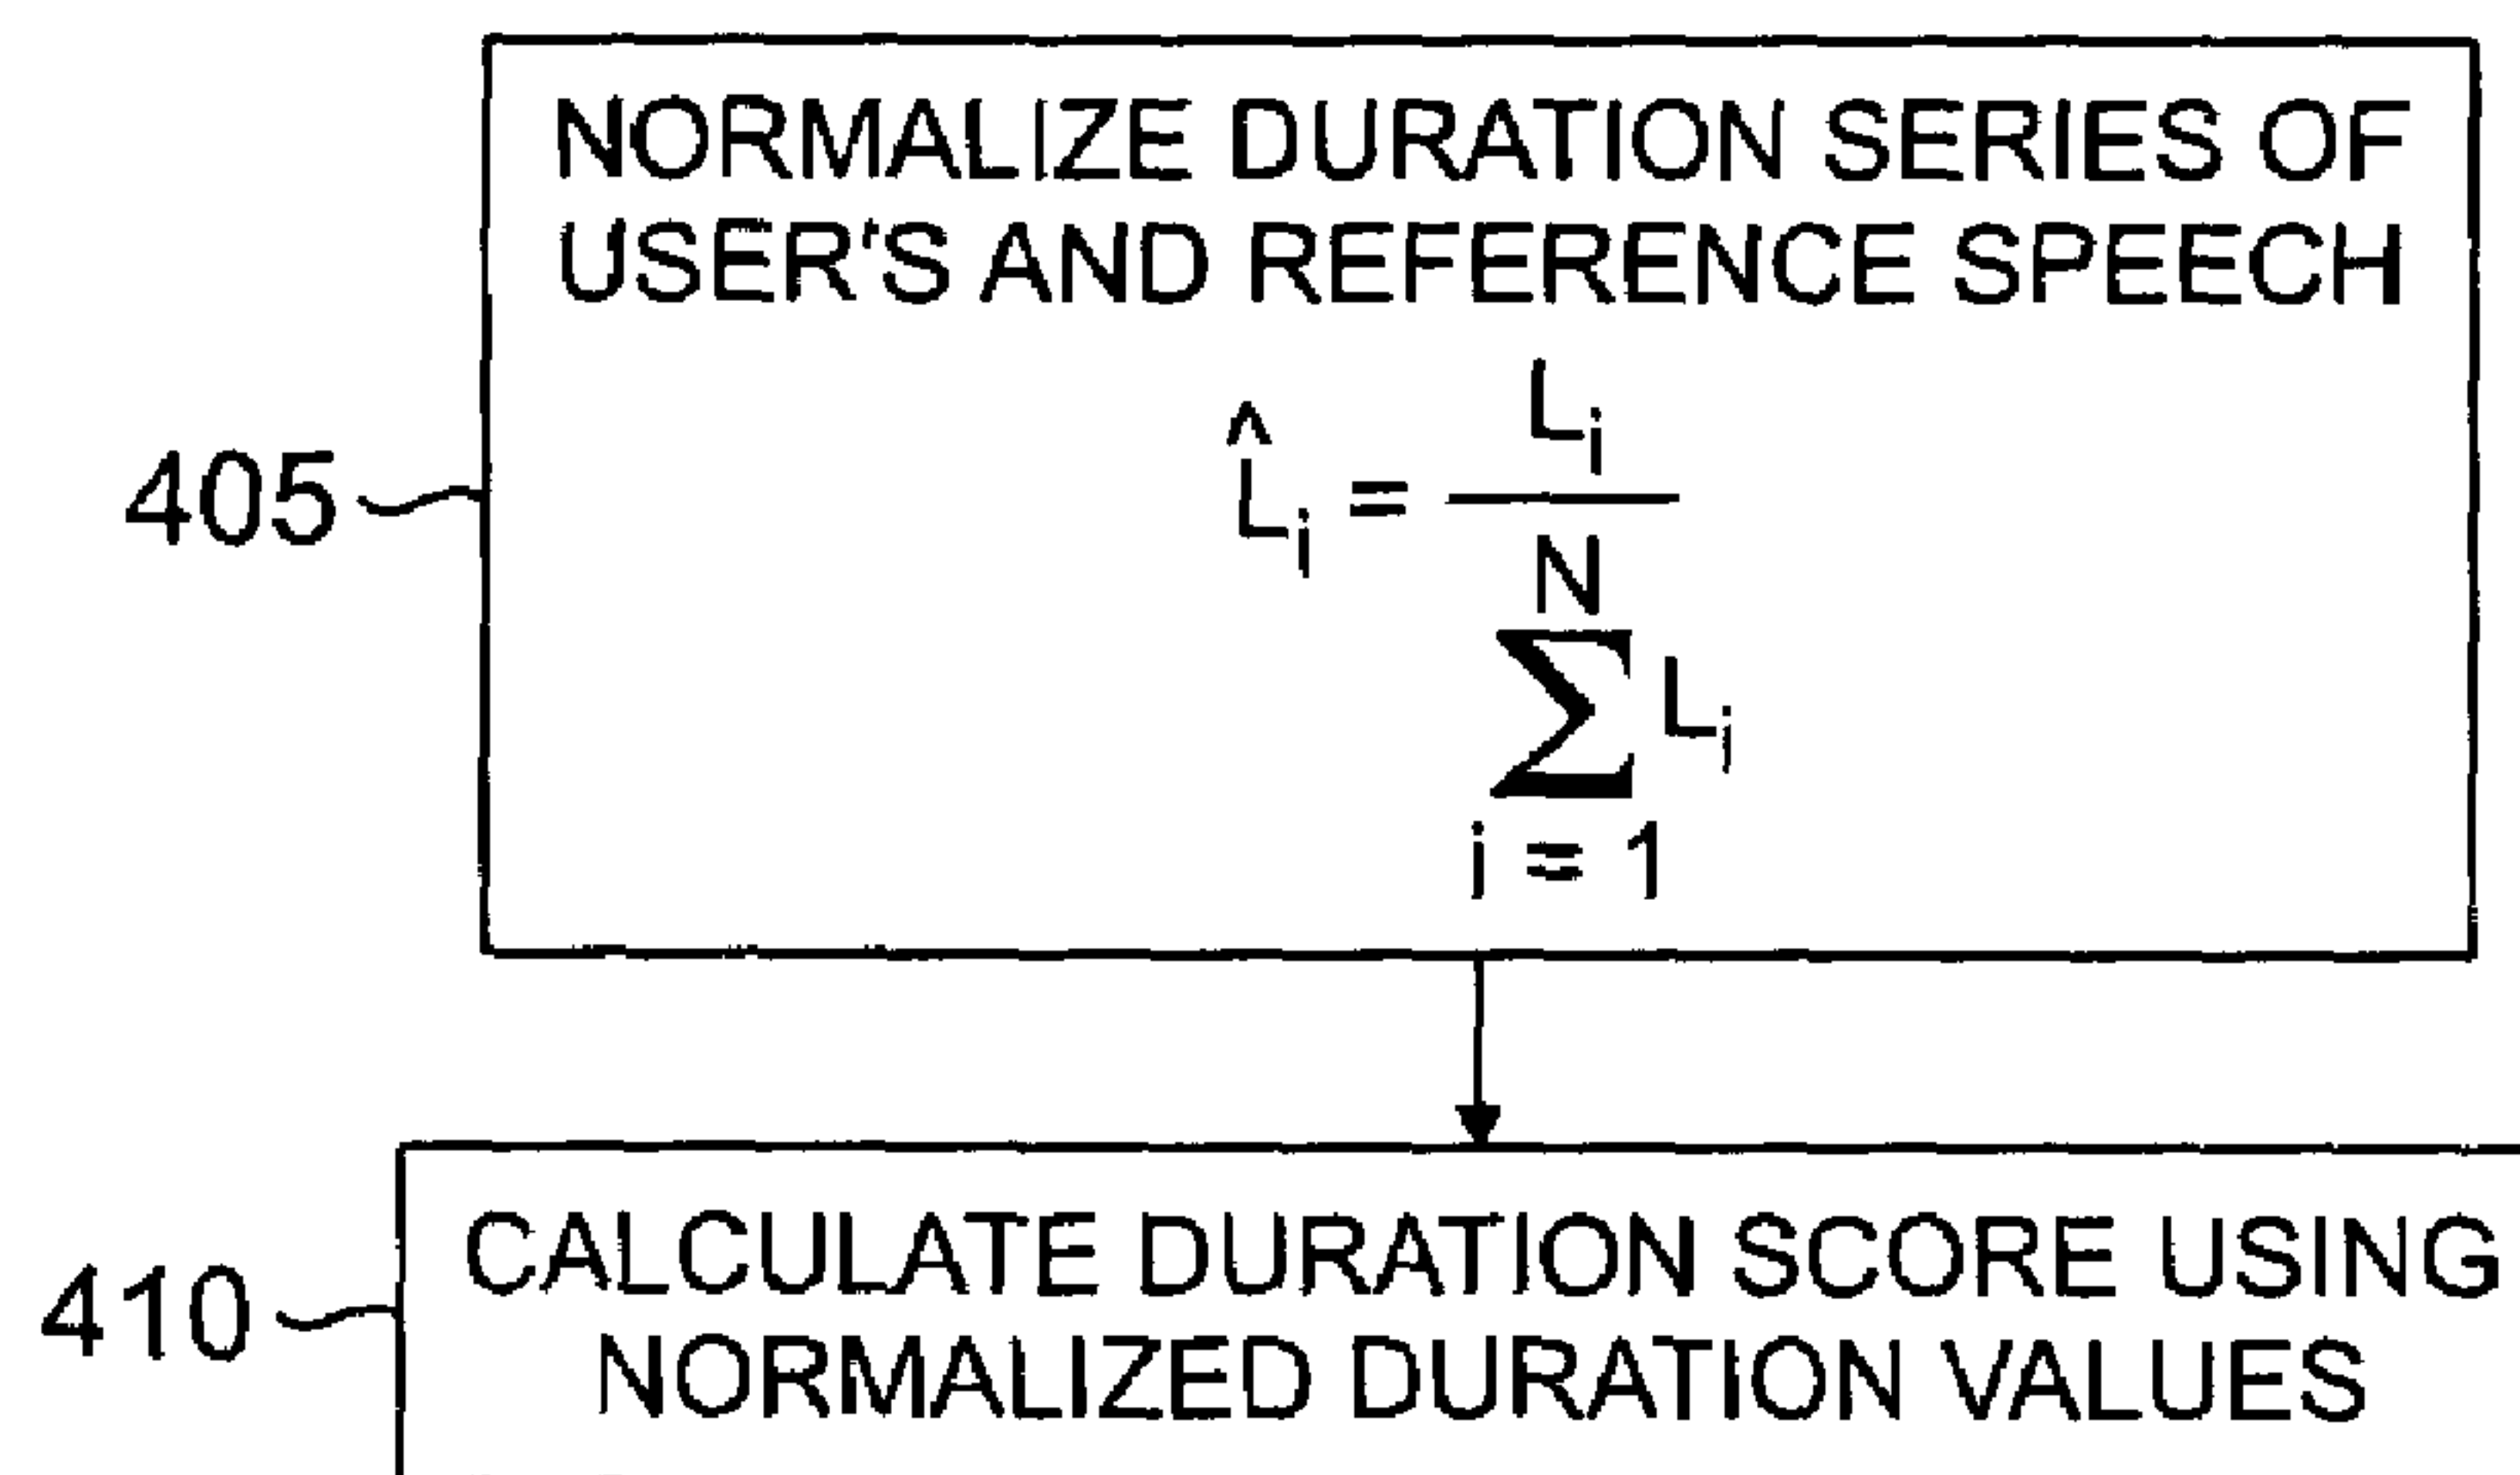 NORMALIZE DURATION SERIES OF
USER'S AND REFERENCE SPEECH
405
L̂i = Li / N ∑ i = 1 Li
410
CALCULATE DURATION SCORE USING
NORMALIZED DURATION VALUES